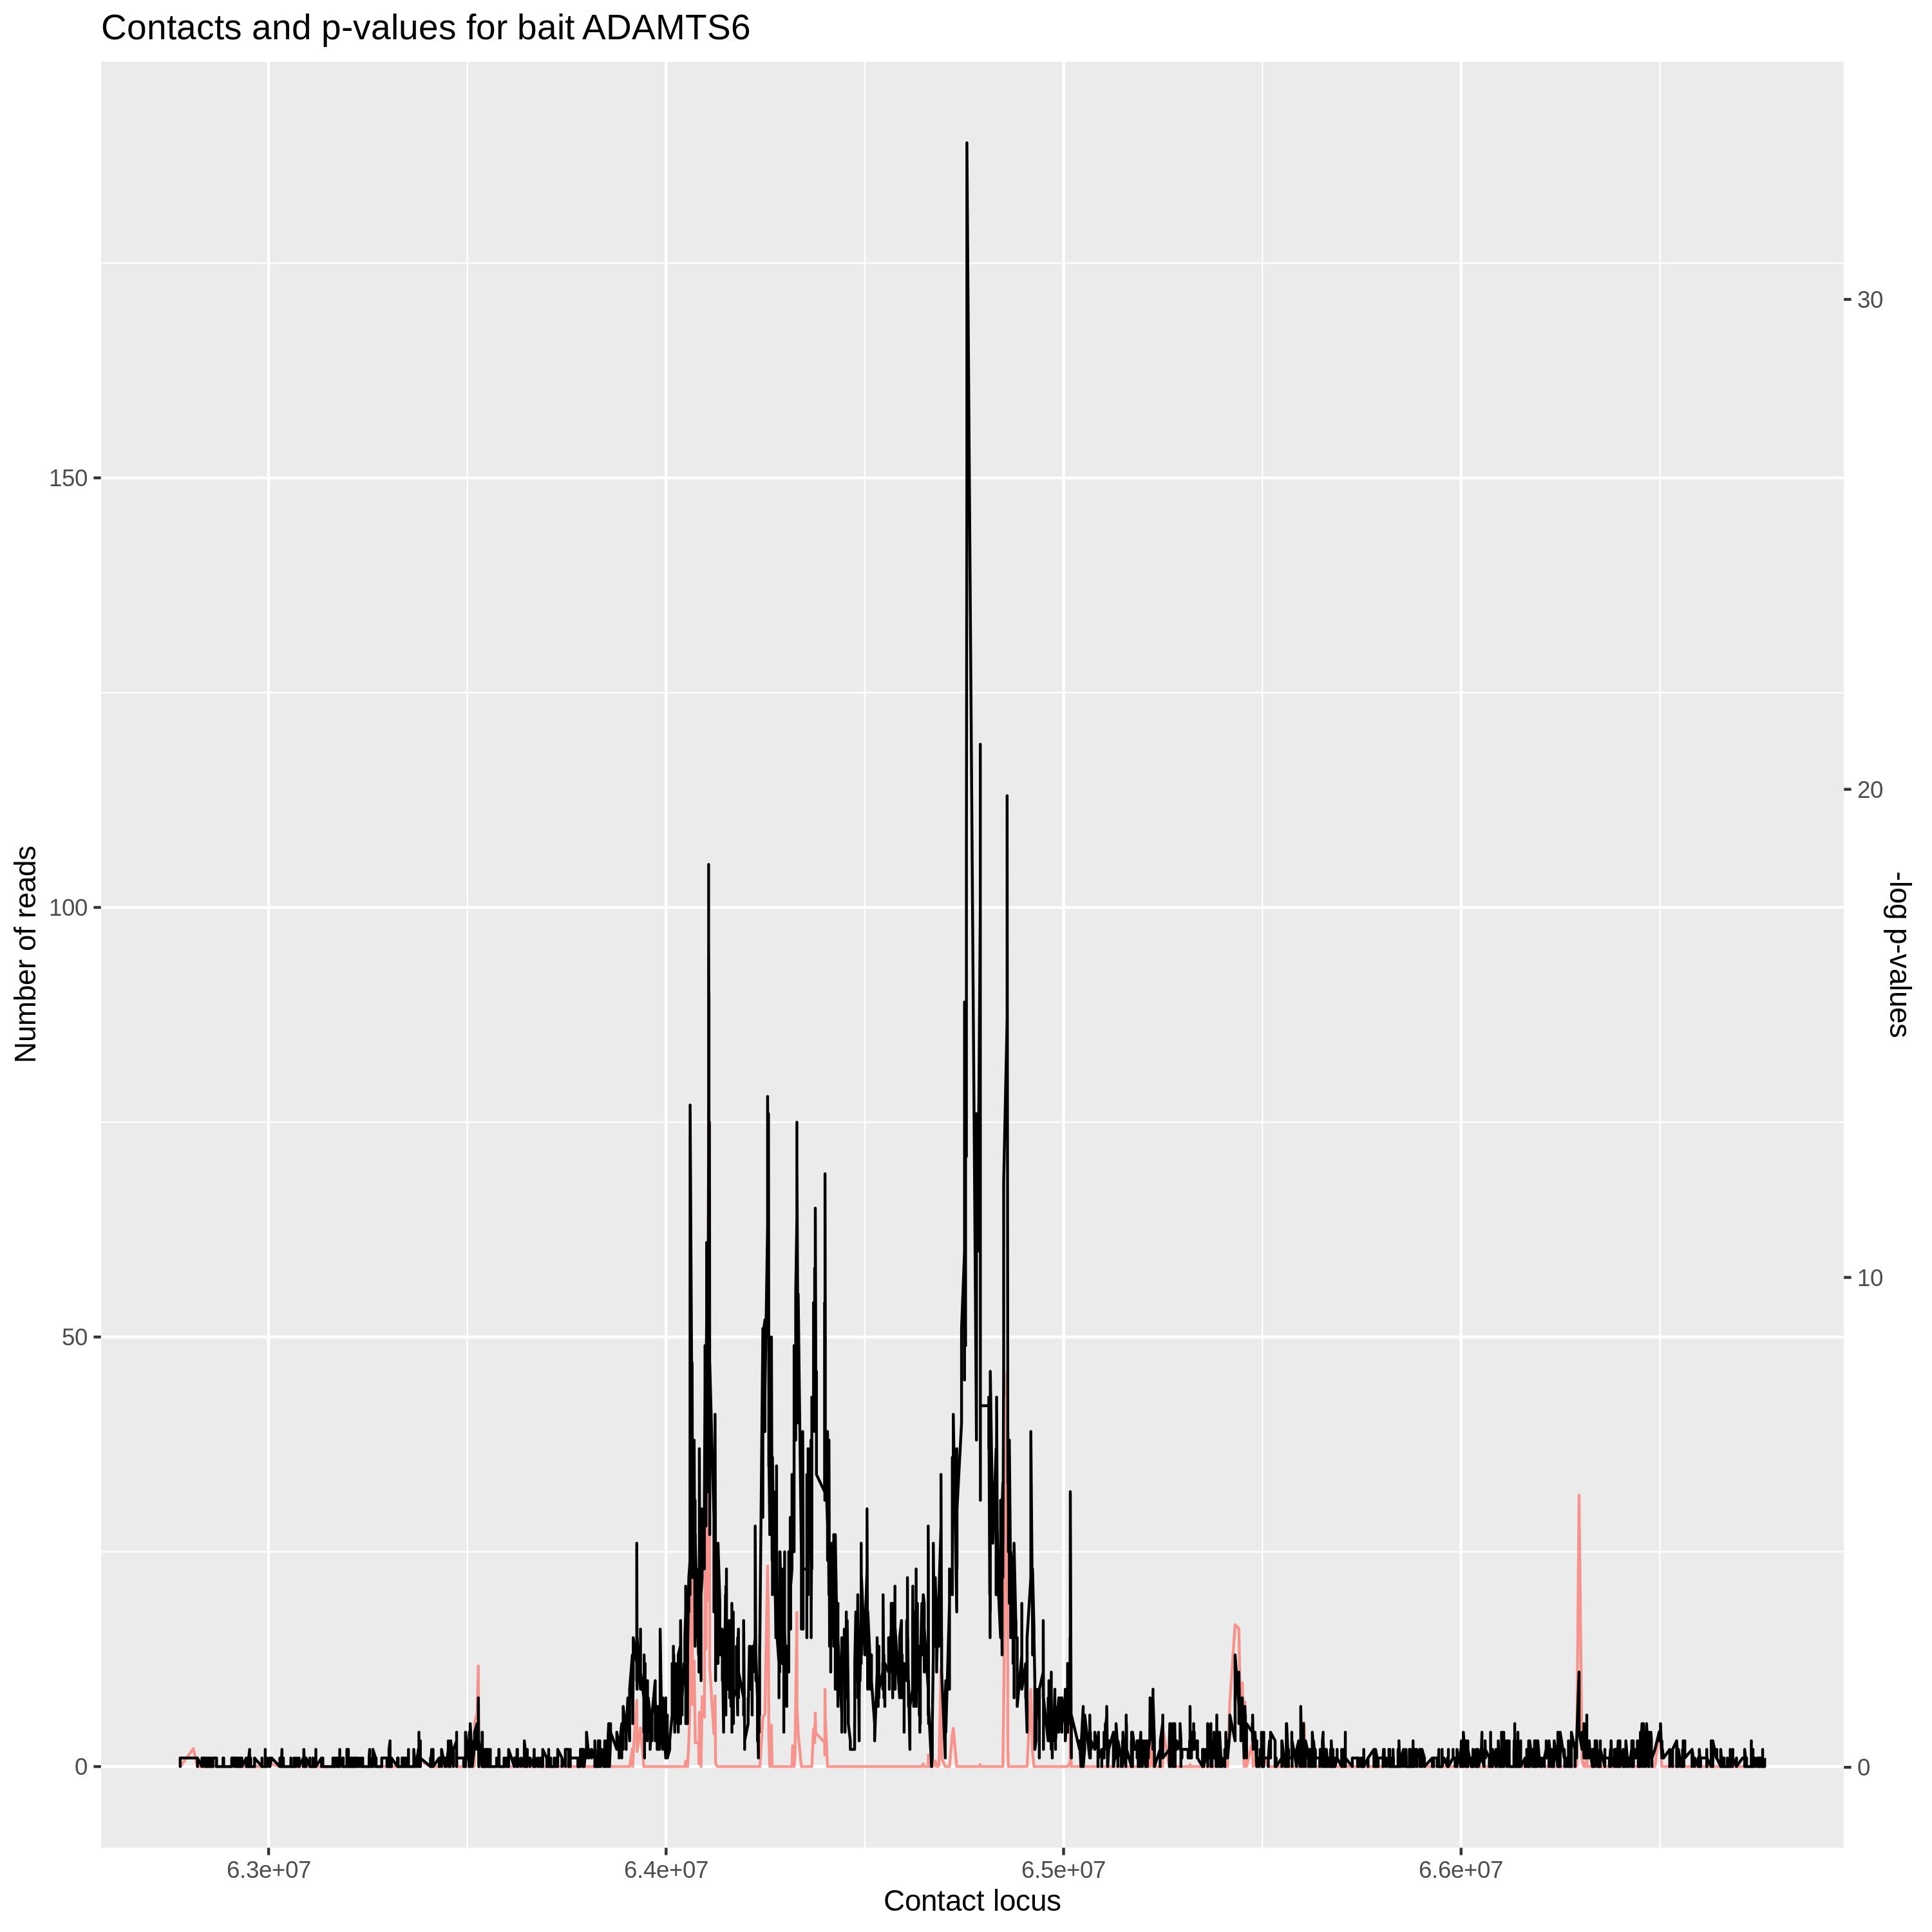 Contacts and p-values for bait ADAMTS6
Number of reads
150
100
50
0
30
20
10
0
-log p-values
6.3e+07
6.4e+07
6.5e+07
6.6e+07
Contact locus